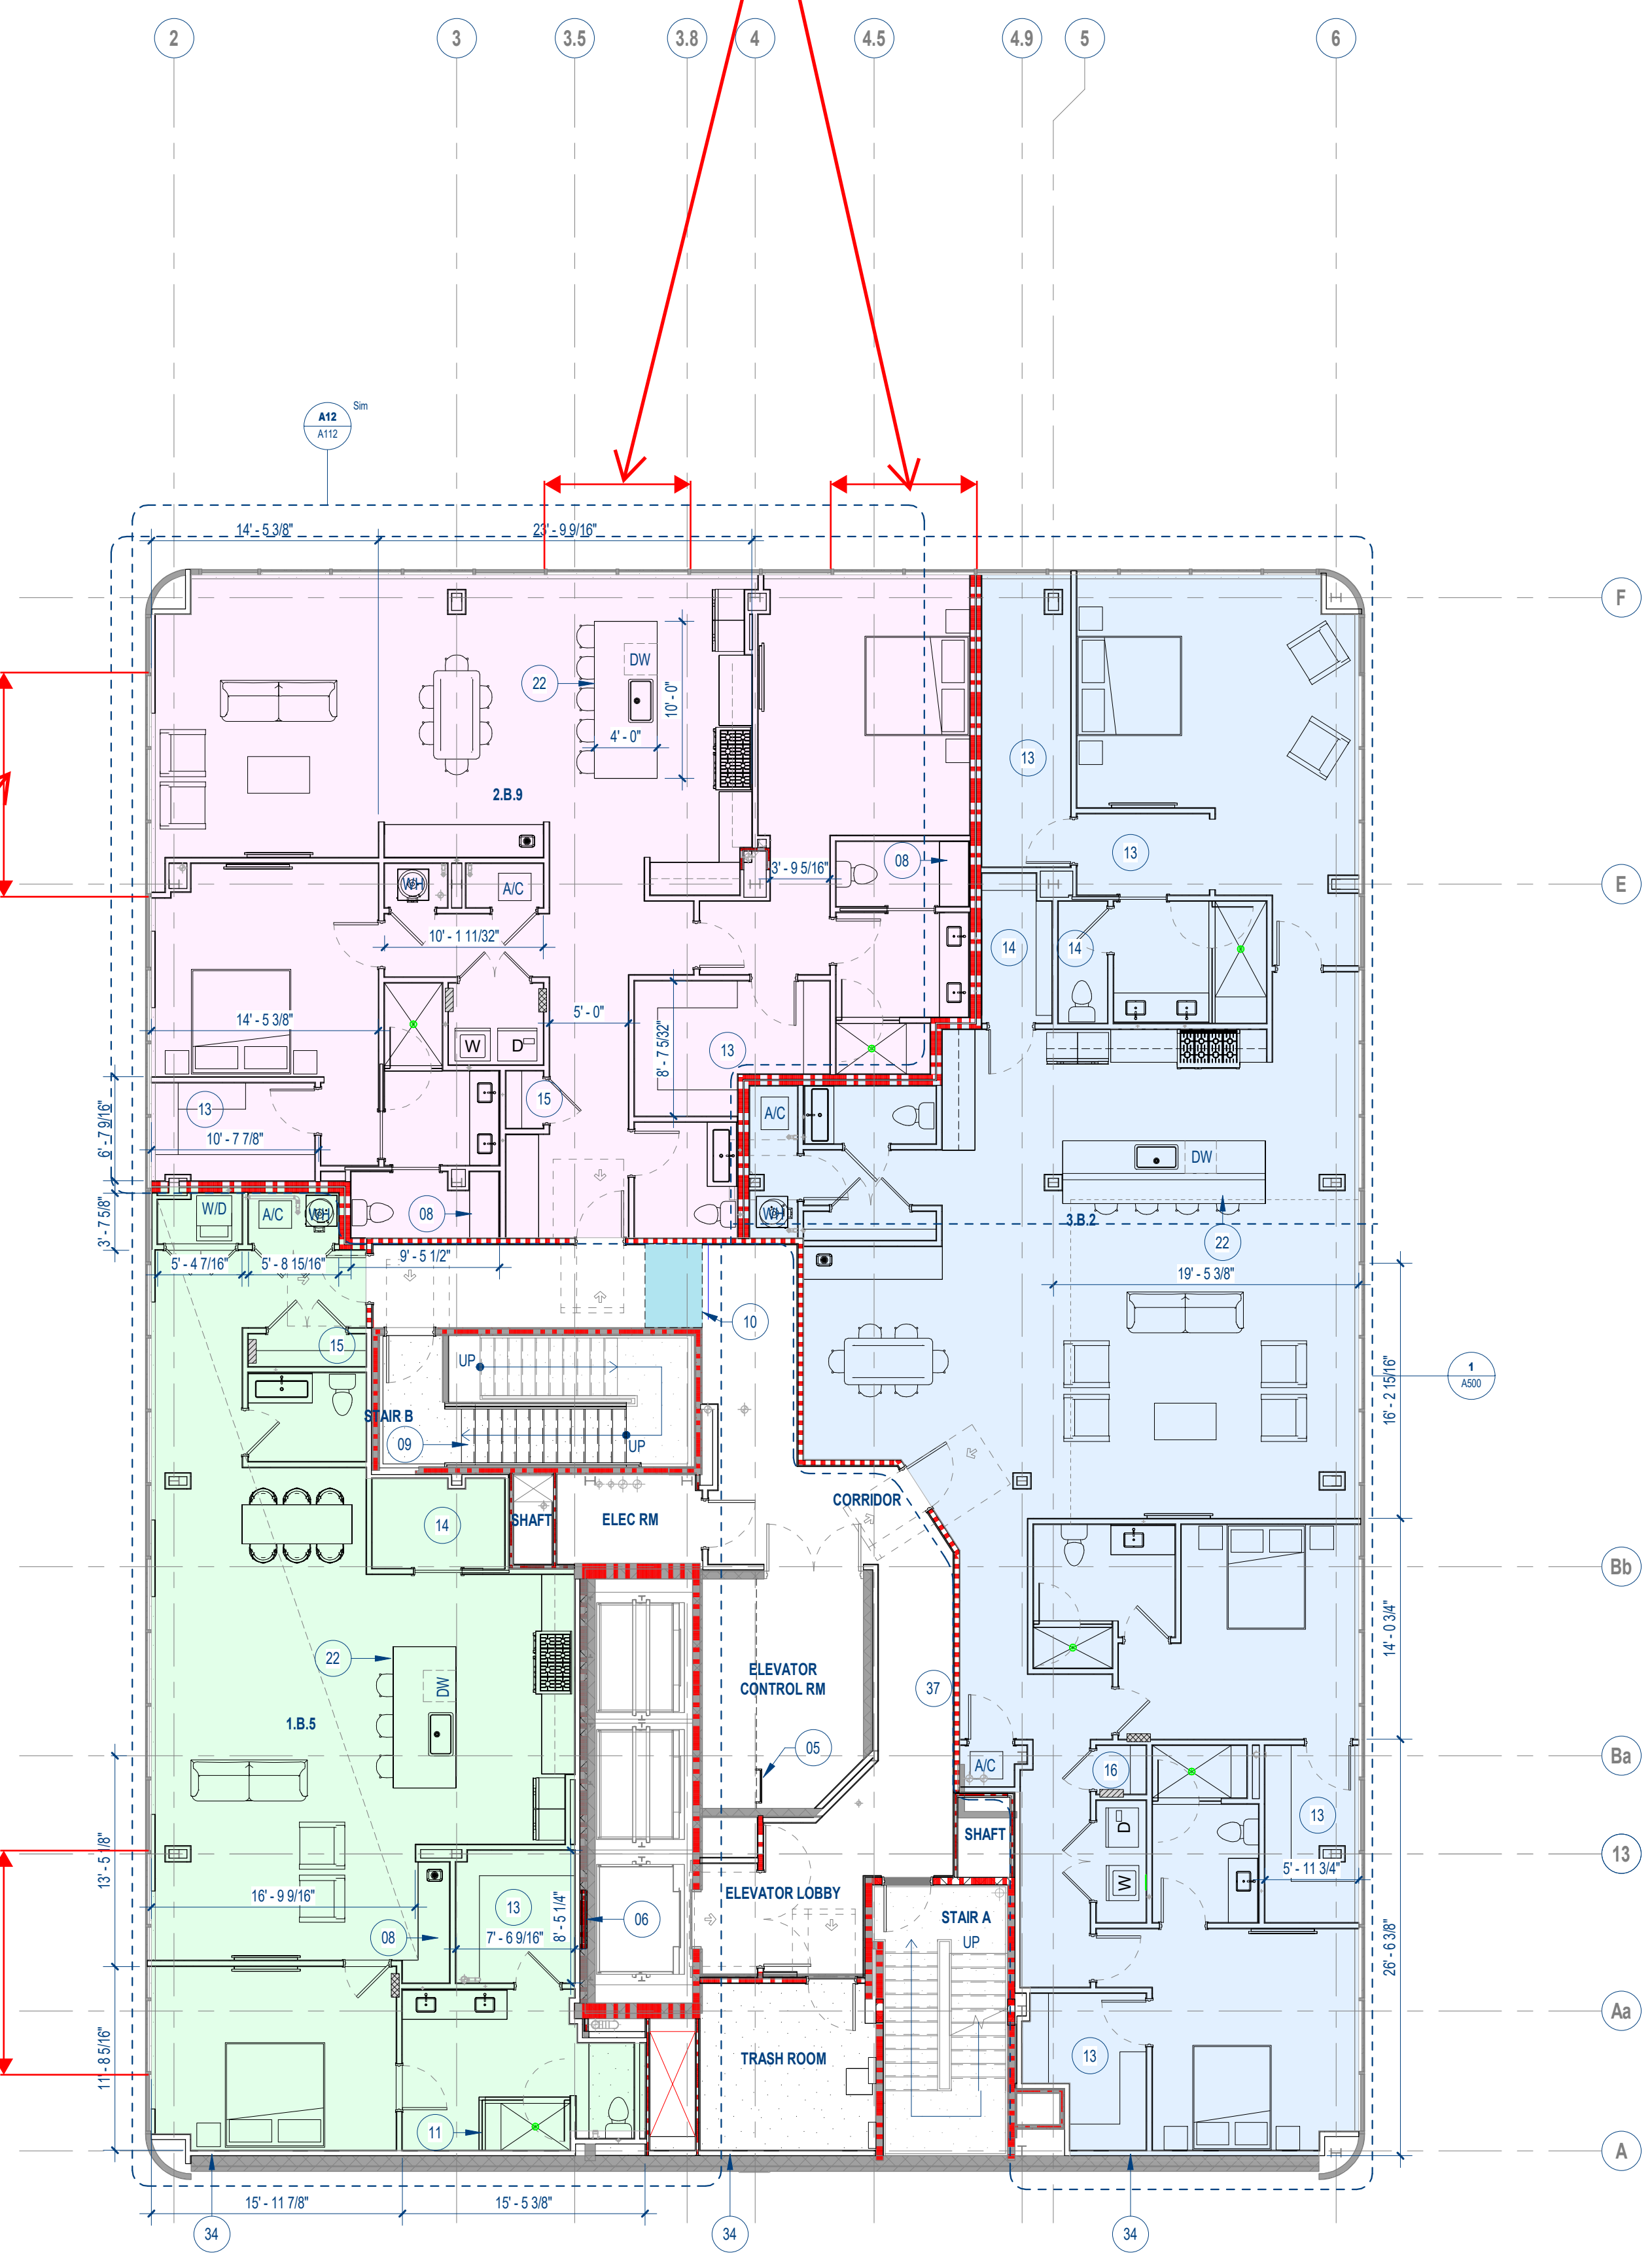 2
3
3.5
3.8
4
4.5
4.9
5
6
A12
A112
Sim
14' - 5 3/8"
23' - 9 9/16"
F
DW
22
10' - 0"
4' - 0"
13
2.B.9
13
3' - 9 5/16"
08
WH
A/C
E
10' - 1 11/32"
14
14
14' - 5 3/8"
5' - 0"
W
D
8' - 7 5/32"
13
6' - 7 9/16"
13
15
A/C
10' - 7 7/8"
DW
3' - 7 5/8"
W/D
A/C
WH
08
WH
3.B.2
22
5' - 4 7/16"
5' - 8 15/16"
9' - 5 1/2"
19' - 5 3/8"
10
15
UP
16' - 2 15/16"
1
A500
STAIR B
09
UP
14
SHAFT
ELEC RM
CORRIDOR
Bb
14' - 0 3/4"
22
DW
ELEVATOR
CONTROL RM
37
1.B.5
05
A/C
16
Ba
13
D
SHAFT
13' - 5 1/8"
13
5' - 11 3/4"
W
16' - 9 9/16"
13
ELEVATOR LOBBY
08
7' - 6 9/16"
8' - 5 1/4"
06
STAIR A
UP
26' - 6 3/8"
Aa
11' - 8 5/16"
TRASH ROOM
13
11
A
15' - 11 7/8"
15' - 5 3/8"
34
34
34